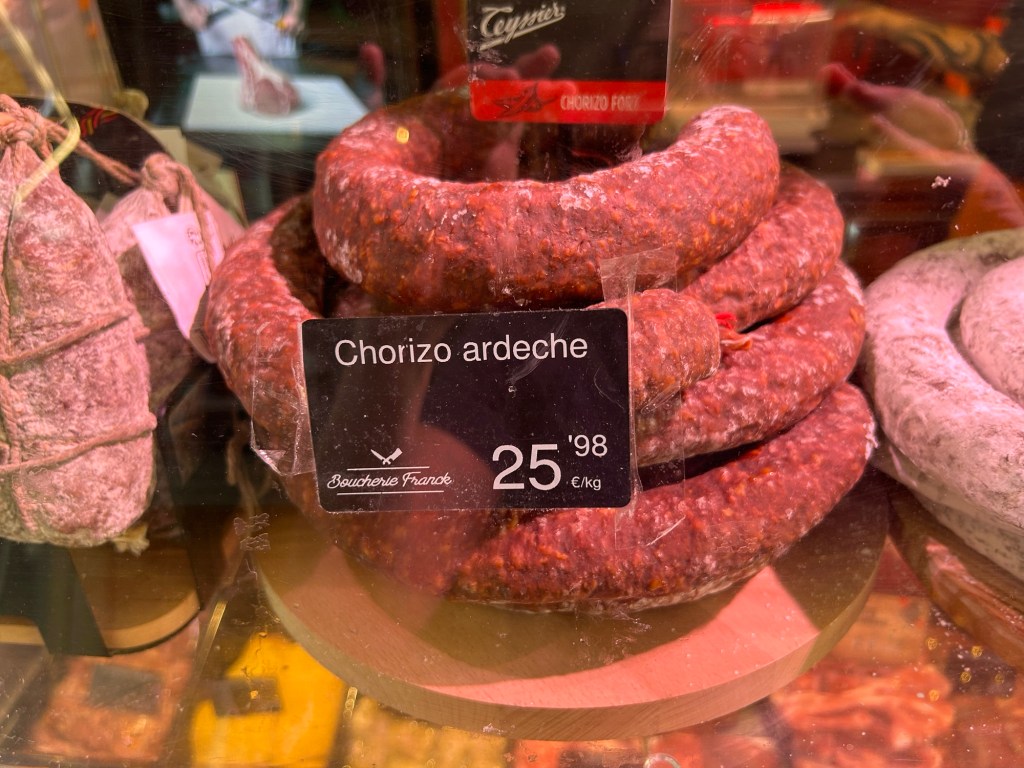 Teyssier
CHORIZO FORT
Chorizo ardeche
Boucherie Franck
25'98
€/kg